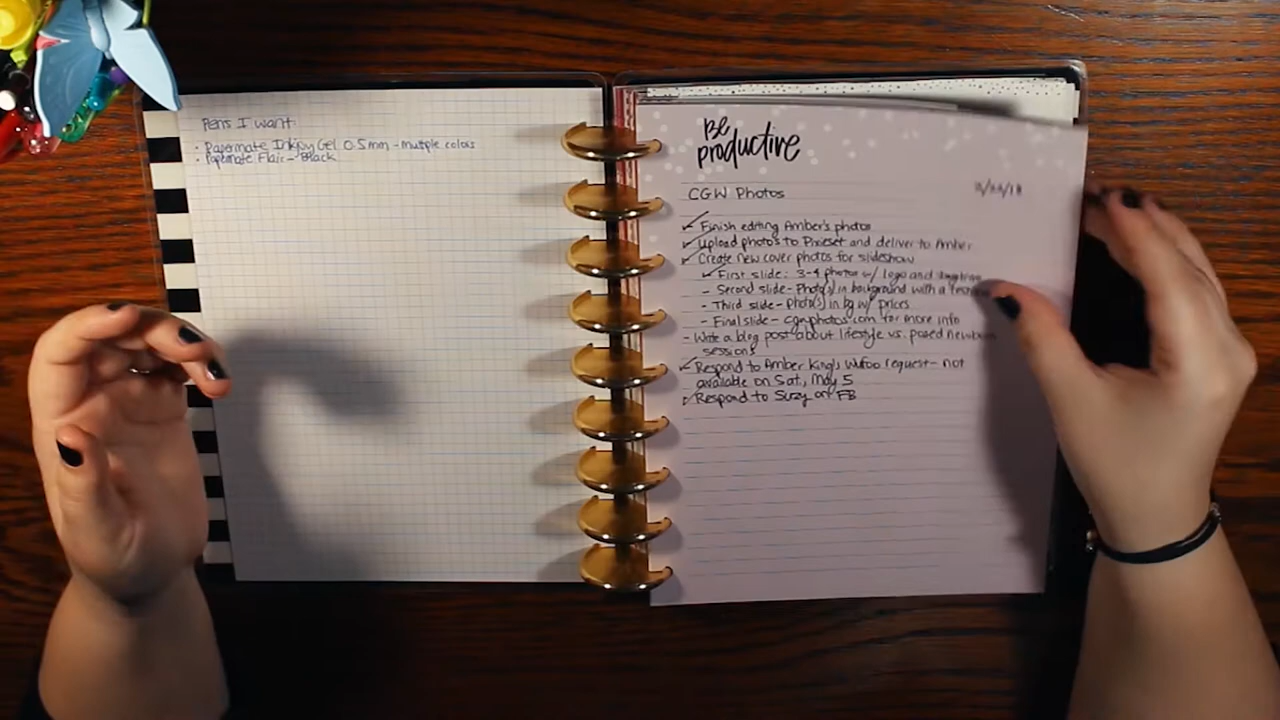 Pens I want:
• Papermate Inkjoy Gel 0.5mm - Multple colors
• Papermate Flair - Black
Be
productive
CGW Photos
✓ Finish editing Amber's photos
✓ Upload photos to Pixieset and deliver to Amber
✓ Create new cover photos for slideshow
✓ First slide: 3-4 photos w/ logo and
- Second slide - Photo(s) in background with a
- Third slide - photo(s) in bg w/ prices
- Final slide - cgwphotos.com for more info
- Write a blog post about lifestyle vs. posed
sessions
✓ Respond to Amber King's Wufoo request - not
available on Sat, May 5
✓ Respond to Suzy on FB